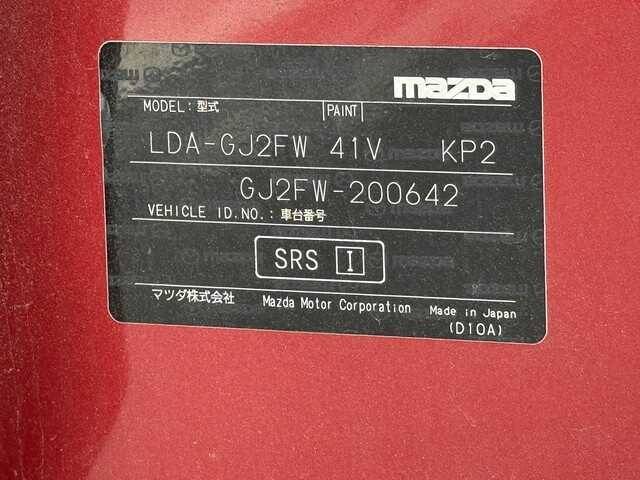 mazda
MODEL: 型式 PAINT
LDA-GJ2FW 41V KP2
GJ2FW-200642
VEHICLE ID.NO.: 車台番号
SRS I
マツダ株式会社 Mazda Motor Corporation Made in Japan
(D10A)